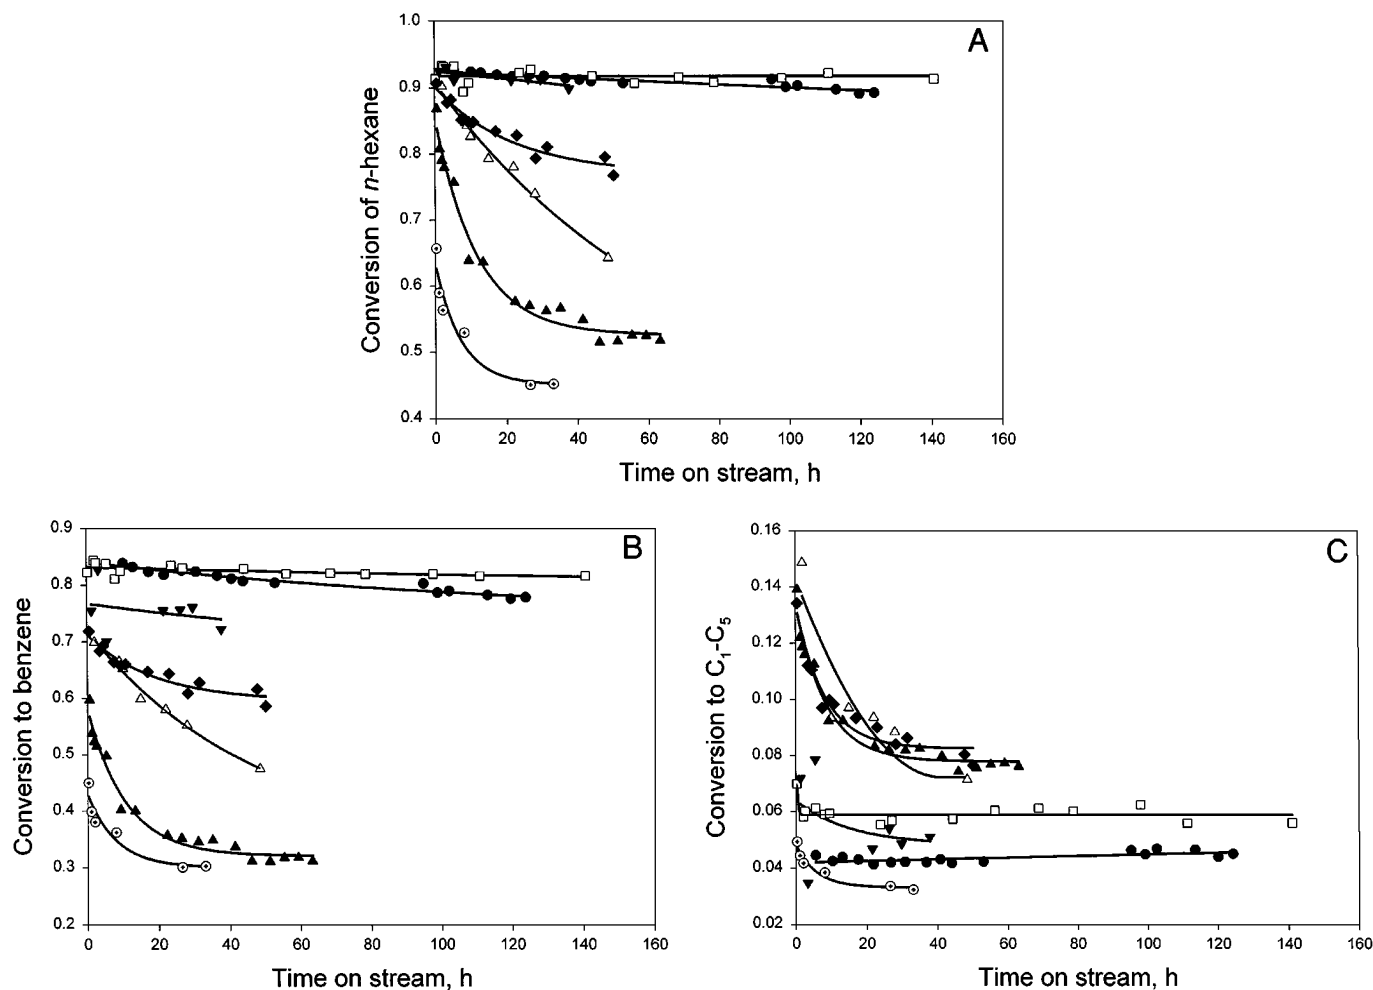 A
Conversion of n-hexane
1.0
0.9
0.8
0.7
0.6
0.5
0.4
0 20 40 60 80 100 120 140 160
Time on stream, h
B
Conversion to benzene
0.9
0.8
0.7
0.6
0.5
0.4
0.3
0.2
0 20 40 60 80 100 120 140 160
Time on stream, h
C
Conversion to C₁-C₅
0.16
0.14
0.12
0.10
0.08
0.06
0.04
0.02
0 20 40 60 80 100 120 140 160
Time on stream, h